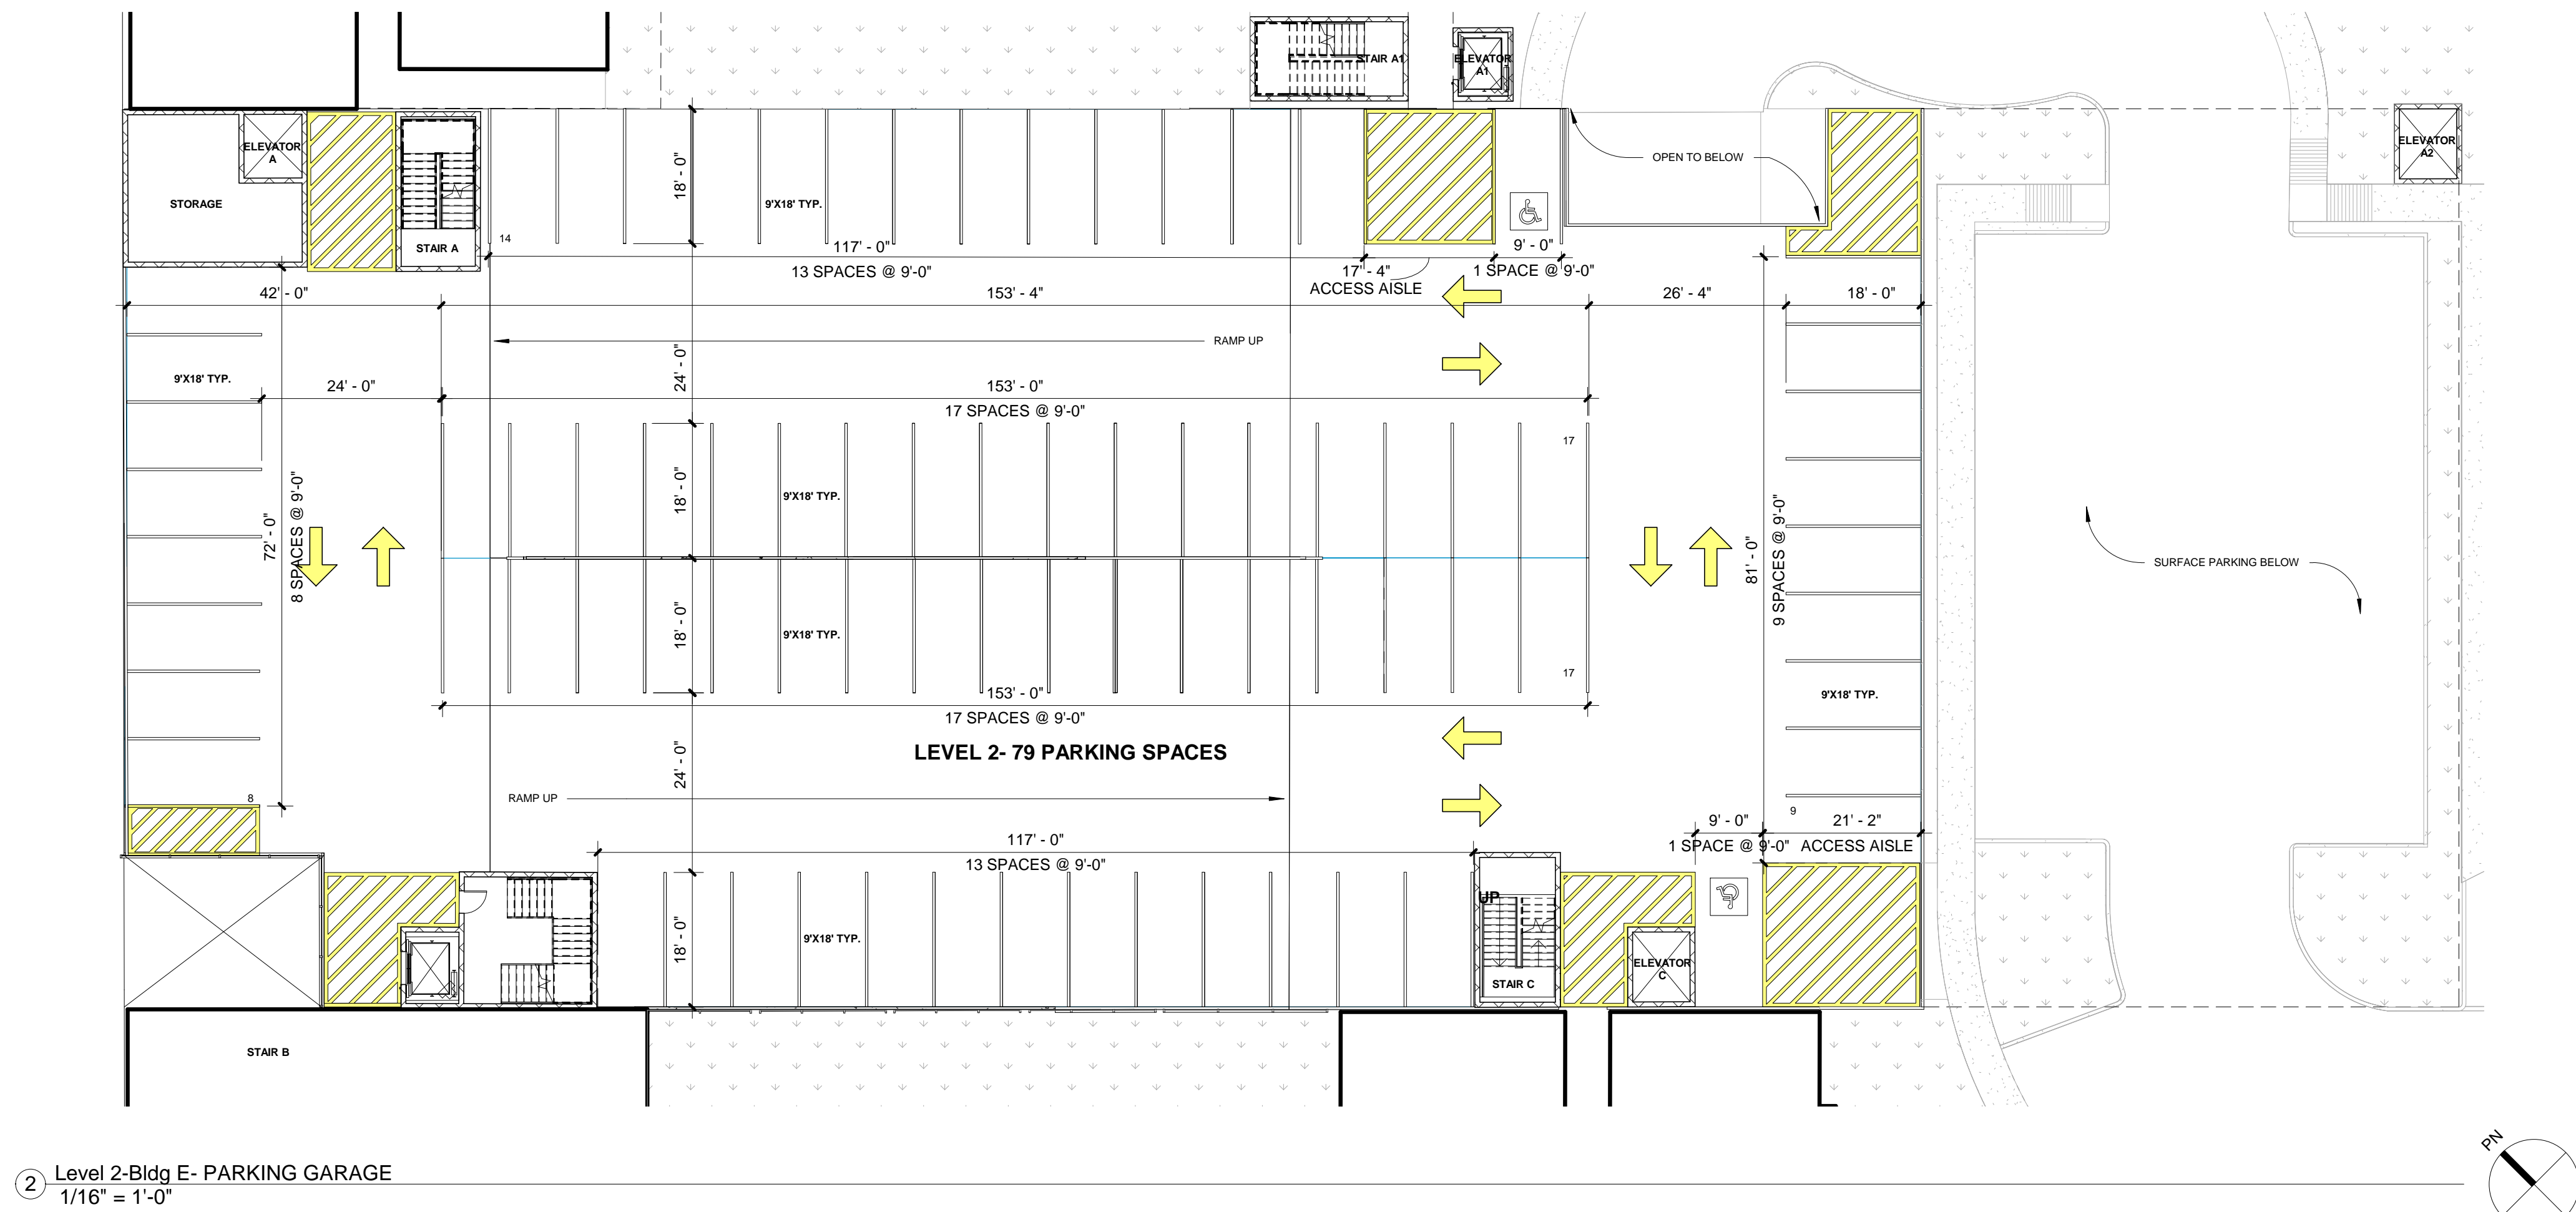 STAIR A1
ELEVATOR
A1
ELEVATOR
A
STORAGE
STAIR A
14
18' - 0"
9'X18' TYP.
117' - 0"
13 SPACES @ 9'-0"
17' - 4"
ACCESS AISLE
9' - 0"
1 SPACE @ 9'-0"
OPEN TO BELOW
ELEVATOR
A2
42' - 0"
153' - 4"
26' - 4"
18' - 0"
RAMP UP
9'X18' TYP.
24' - 0"
24' - 0"
153' - 0"
17 SPACES @ 9'-0"
17
72' - 0"
8 SPACES @ 9'-0"
18' - 0"
9'X18' TYP.
81' - 0"
9 SPACES @ 9'-0"
SURFACE PARKING BELOW
18' - 0"
9'X18' TYP.
17
9'X18' TYP.
153' - 0"
17 SPACES @ 9'-0"
LEVEL 2- 79 PARKING SPACES
24' - 0"
8
RAMP UP
9
117' - 0"
13 SPACES @ 9'-0"
9' - 0"
1 SPACE @ 9'-0"
21' - 2"
ACCESS AISLE
UP
18' - 0"
9'X18' TYP.
STAIR C
ELEVATOR
C
STAIR B
PN
2
Level 2-Bldg E- PARKING GARAGE
1/16" = 1'-0"